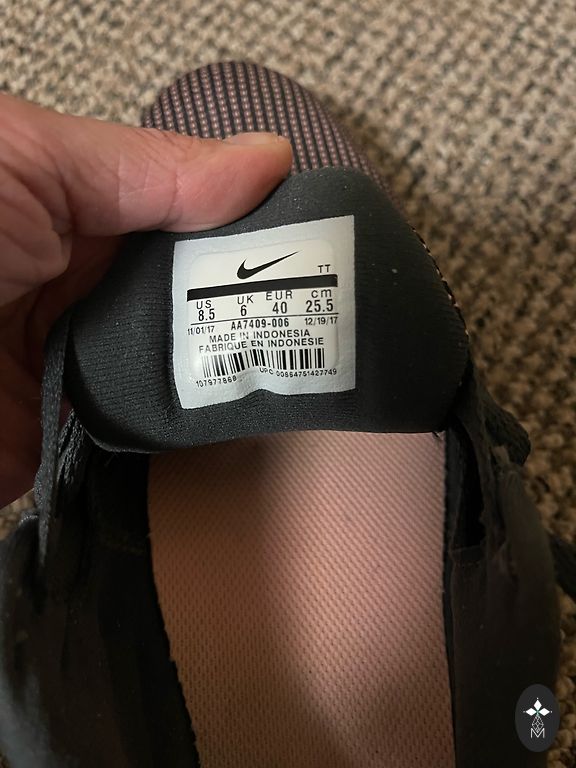 TT
US UK EUR cm
8.5 6 40 25.5
11/01/17 AA7409-006 12/19/17
MADE IN INDONESIA
FABRIQUE EN INDONESIE
107977868 UPC 00884751427749
M